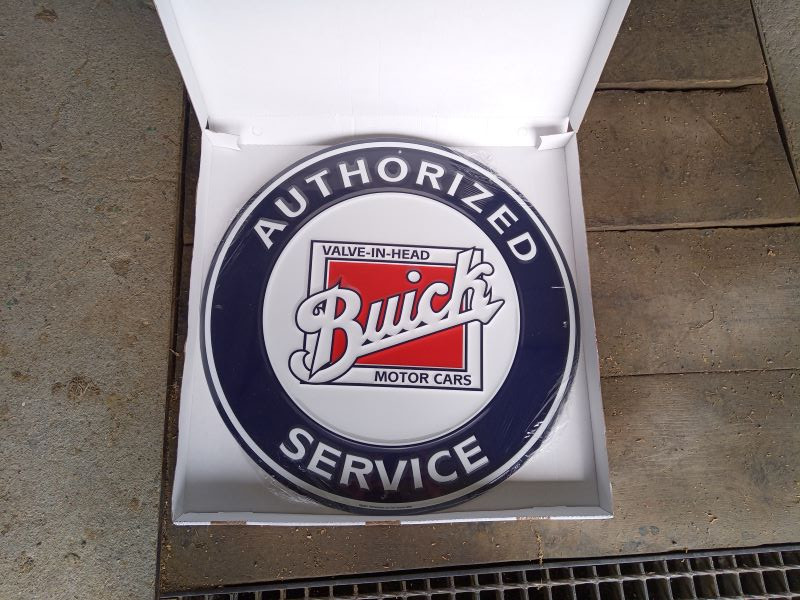 AUTHORIZED
VALVE-IN-HEAD
Buick
MOTOR CARS
SERVICE